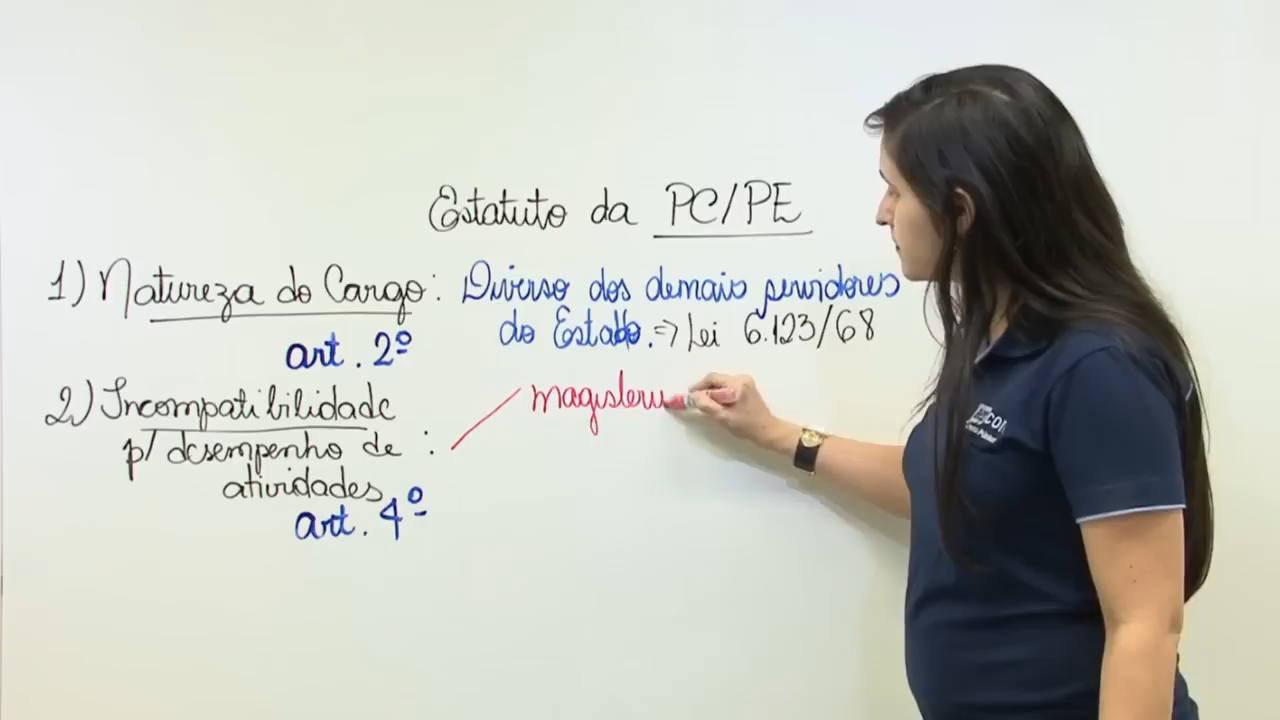 Estatuto da PC/PE
1) Natureza do Cargo: Diverso dos demais servidores
do Estado. => Lei 6.123/68
art. 2º
2) Incompatibilidade
p/ desempenho de :
atividades
art. 4º
magisteri